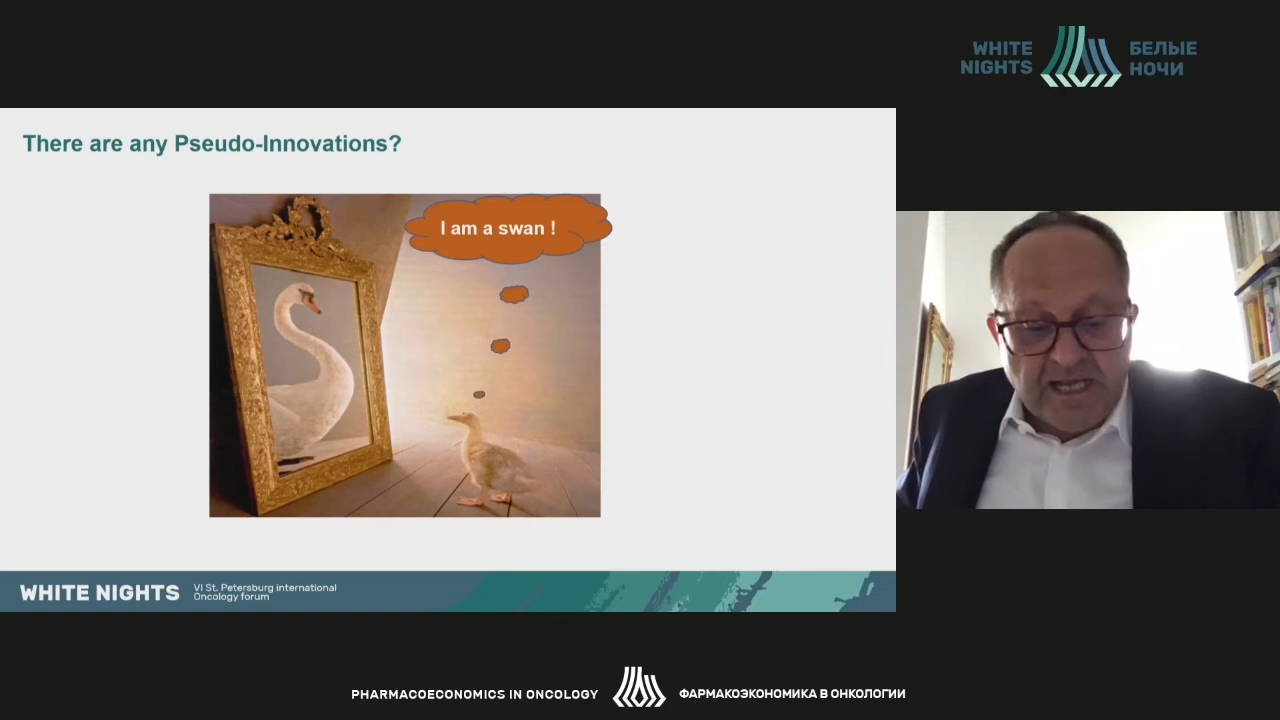 WHITE
NIGHTS
БЕЛЫЕ
НОЧИ
There are any Pseudo-Innovations?
I am a swan !
WHITE NIGHTS
VI St. Petersburg international
Oncology forum
PHARMACOECONOMICS IN ONCOLOGY
ФАРМАКОЭКОНОМИКА В ОНКОЛОГИИ